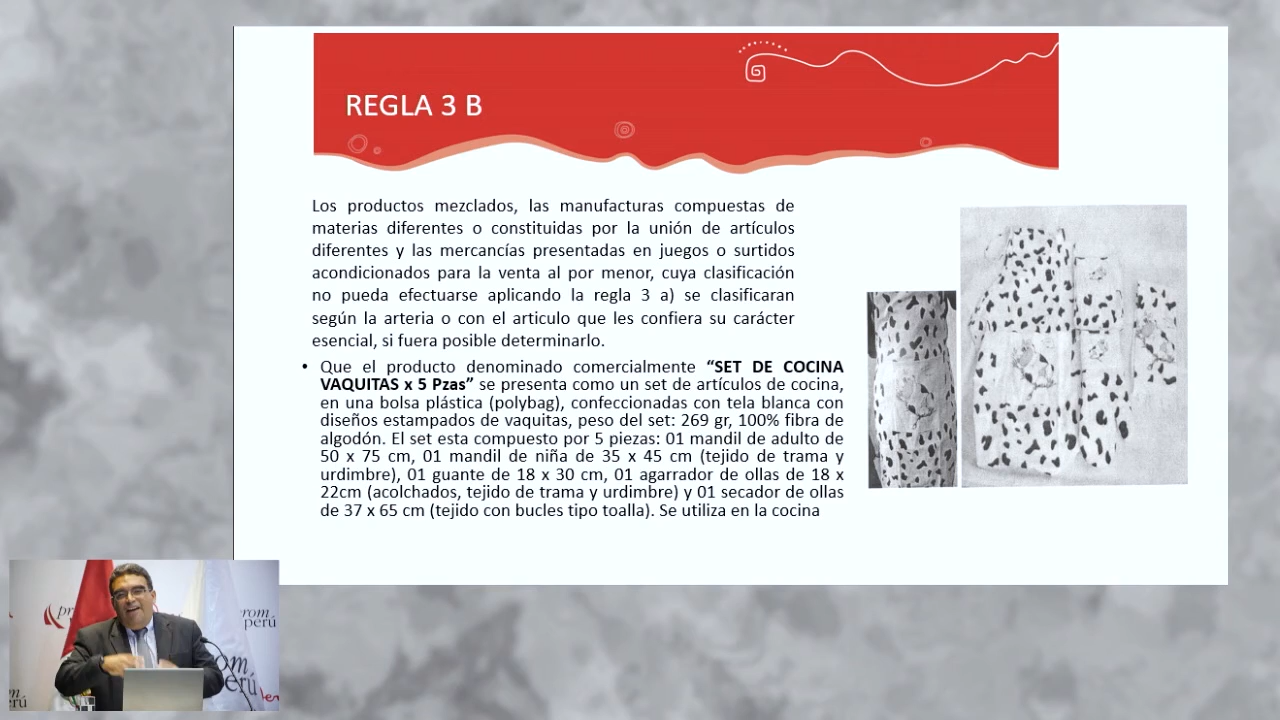 REGLA 3 B
Los productos mezclados, las manufacturas compuestas de
materias diferentes o constituidas por la unión de artículos
diferentes y las mercancías presentadas en juegos o surtidos
acondicionados para la venta al por menor, cuya clasificación
no pueda efectuarse aplicando la regla 3 a) se clasificaran
según la arteria o con el articulo que les confiera su carácter
esencial, si fuera posible determinarlo.
• Que el producto denominado comercialmente “SET DE COCINA
VAQUITAS x 5 Pzas” se presenta como un set de artículos de cocina,
en una bolsa plástica (polybag), confeccionadas con tela blanca con
diseños estampados de vaquitas, peso del set: 269 gr, 100% fibra de
algodón. El set esta compuesto por 5 piezas: 01 mandil de adulto de
50 x 75 cm, 01 mandil de niña de 35 x 45 cm (tejido de trama y
urdimbre), 01 guante de 18 x 30 cm, 01 agarrador de ollas de 18 x
22cm (acolchados, tejido de trama y urdimbre) y 01 secador de ollas
de 37 x 65 cm (tejido con bucles tipo toalla). Se utiliza en la cocina
perú